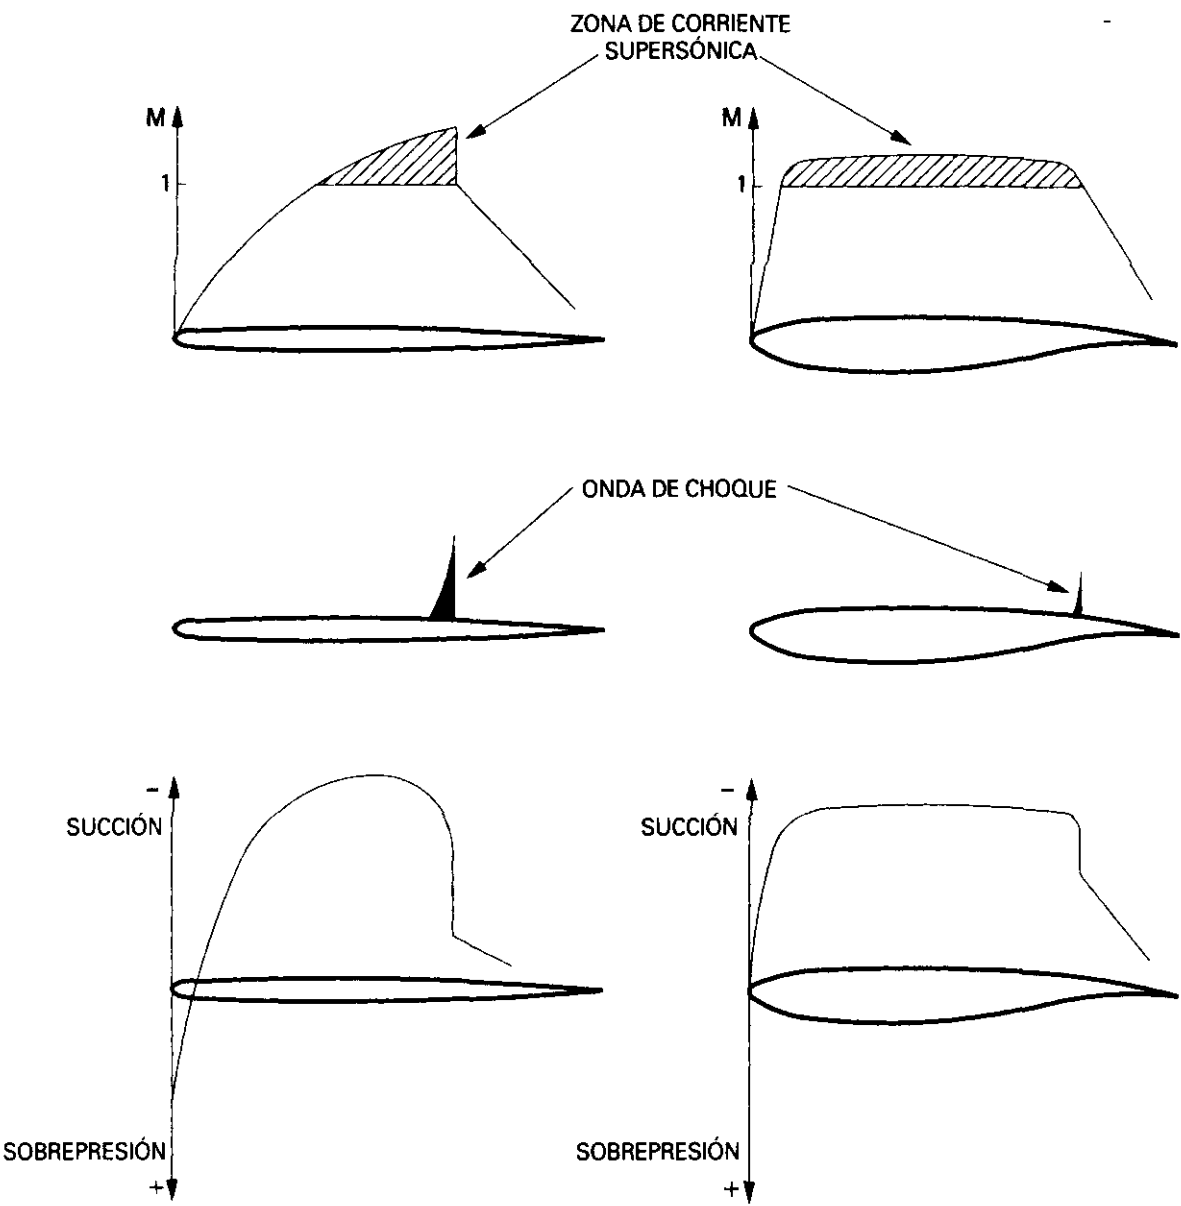 ZONA DE CORRIENTE
SUPERSÓNICA
M
1
M
1
ONDA DE CHOQUE
−
SUCCIÓN
SOBREPRESIÓN
+
−
SUCCIÓN
SOBREPRESIÓN
+